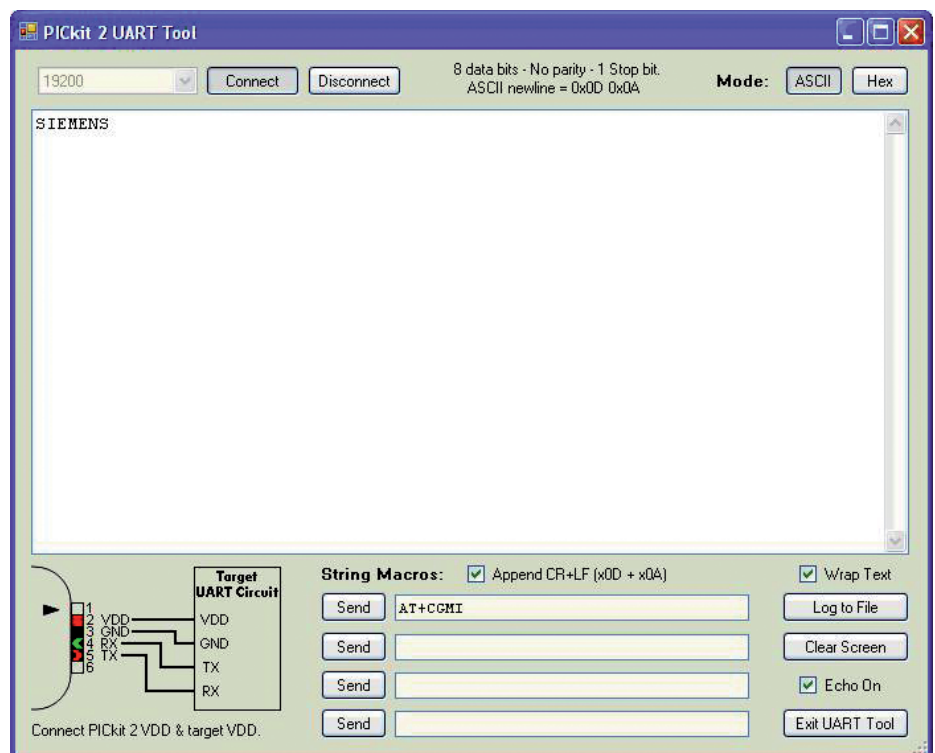 PICkit 2 UART Tool
19200
Connect
Disconnect
8 data bits - No parity - 1 Stop bit.
ASCII newline = 0x0D 0x0A
Mode:
ASCII
Hex
SIEMENS
Target
UART Circuit
1
2 VDD
3 GND
4 RX
5 TX
6
VDD
GND
TX
RX
Connect PICkit 2 VDD & target VDD.
String Macros:
Append CR+LF (x0D + x0A)
Wrap Text
Send
AT+CGMI
Log to File
Send
Clear Screen
Send
Echo On
Send
Exit UART Tool